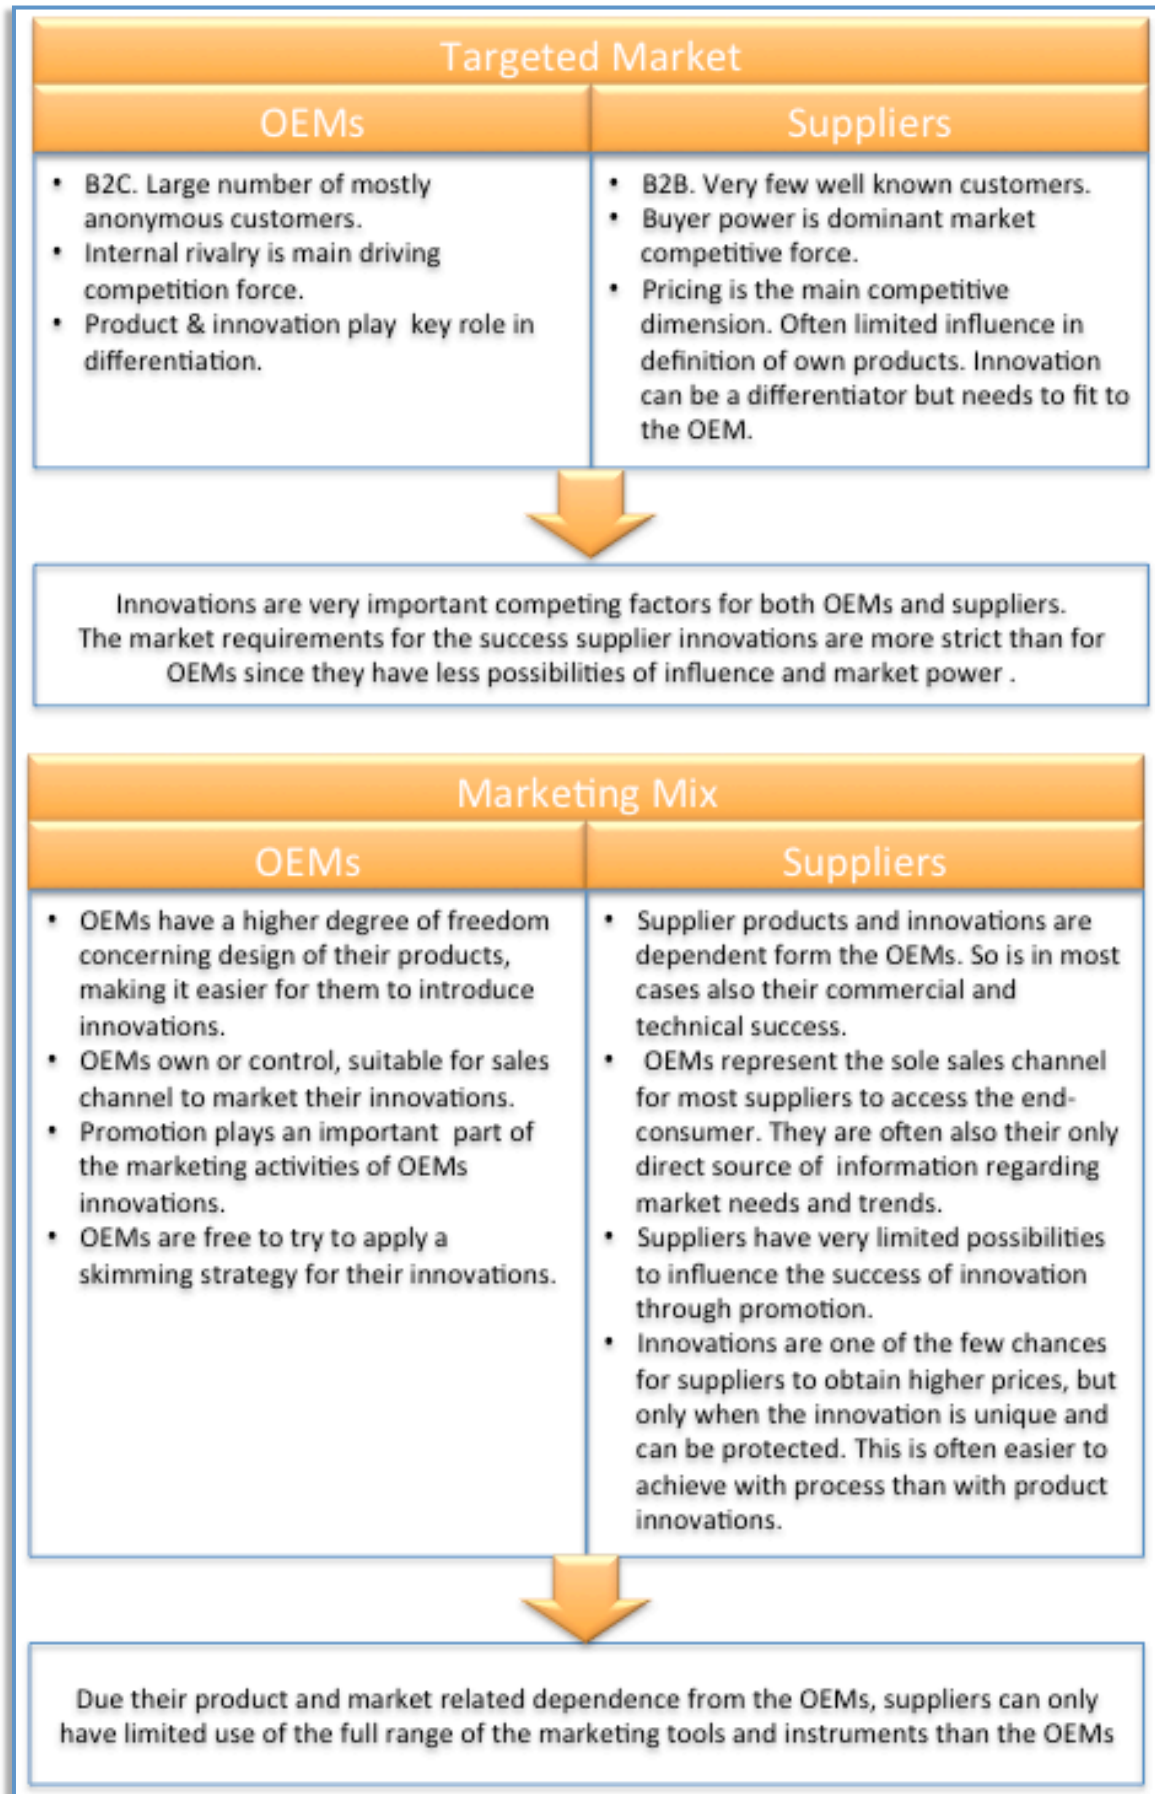 Targeted Market
OEMs
Suppliers
• B2C. Large number of mostly
anonymous customers.
• Internal rivalry is main driving
competition force.
• Product & innovation play key role in
differentiation.
• B2B. Very few well known customers.
• Buyer power is dominant market
competitive force.
• Pricing is the main competitive
dimension. Often limited influence in
definition of own products. Innovation
can be a differentiator but needs to fit to
the OEM.
Innovations are very important competing factors for both OEMs and suppliers.
The market requirements for the success supplier innovations are more strict than for
OEMs since they have less possibilities of influence and market power .
Marketing Mix
OEMs
Suppliers
• OEMs have a higher degree of freedom
concerning design of their products,
making it easier for them to introduce
innovations.
• OEMs own or control, suitable for sales
channel to market their innovations.
• Promotion plays an important part of
the marketing activities of OEMs
innovations.
• OEMs are free to try to apply a
skimming strategy for their innovations.
• Supplier products and innovations are
dependent form the OEMs. So is in most
cases also their commercial and
technical success.
• OEMs represent the sole sales channel
for most suppliers to access the end-
consumer. They are often also their only
direct source of information regarding
market needs and trends.
• Suppliers have very limited possibilities
to influence the success of innovation
through promotion.
• Innovations are one of the few chances
for suppliers to obtain higher prices, but
only when the innovation is unique and
can be protected. This is often easier to
achieve with process than with product
innovations.
Due their product and market related dependence from the OEMs, suppliers can only
have limited use of the full range of the marketing tools and instruments than the OEMs